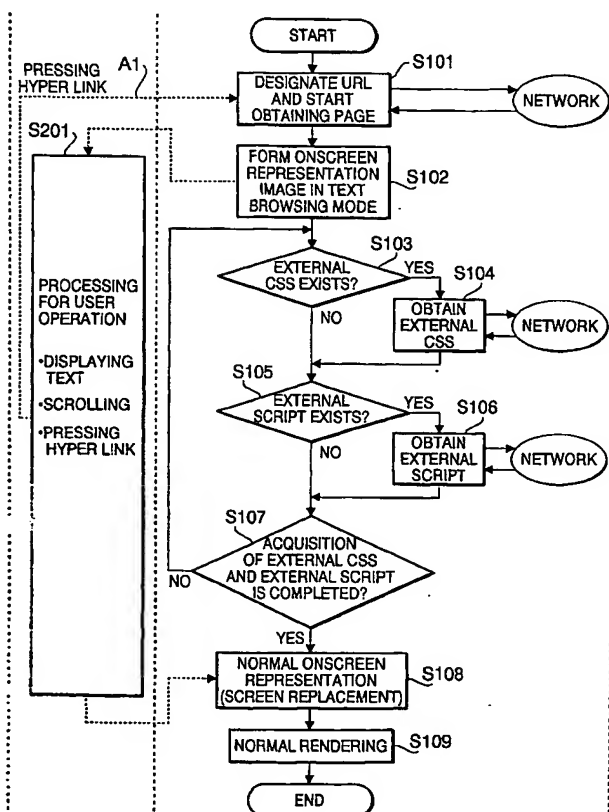 START
PRESSING
HYPER LINK
A1
S101
DESIGNATE URL
AND START
OBTAINING PAGE
NETWORK
S201
FORM ONSCREEN
REPRESENTATION
IMAGE IN TEXT
BROWSING MODE
S102
PROCESSING
FOR USER
OPERATION
•DISPLAYING
TEXT
•SCROLLING
•PRESSING
HYPER LINK
S103
EXTERNAL
CSS EXISTS?
YES
NO
S104
OBTAIN
EXTERNAL
CSS
NETWORK
S105
EXTERNAL
SCRIPT EXISTS?
YES
NO
S106
OBTAIN
EXTERNAL
SCRIPT
NETWORK
S107
ACQUISITION
OF EXTERNAL CSS
AND EXTERNAL SCRIPT
IS COMPLETED?
NO
YES
NORMAL ONSCREEN
REPRESENTATION
(SCREEN REPLACEMENT)
S108
NORMAL RENDERING
S109
END